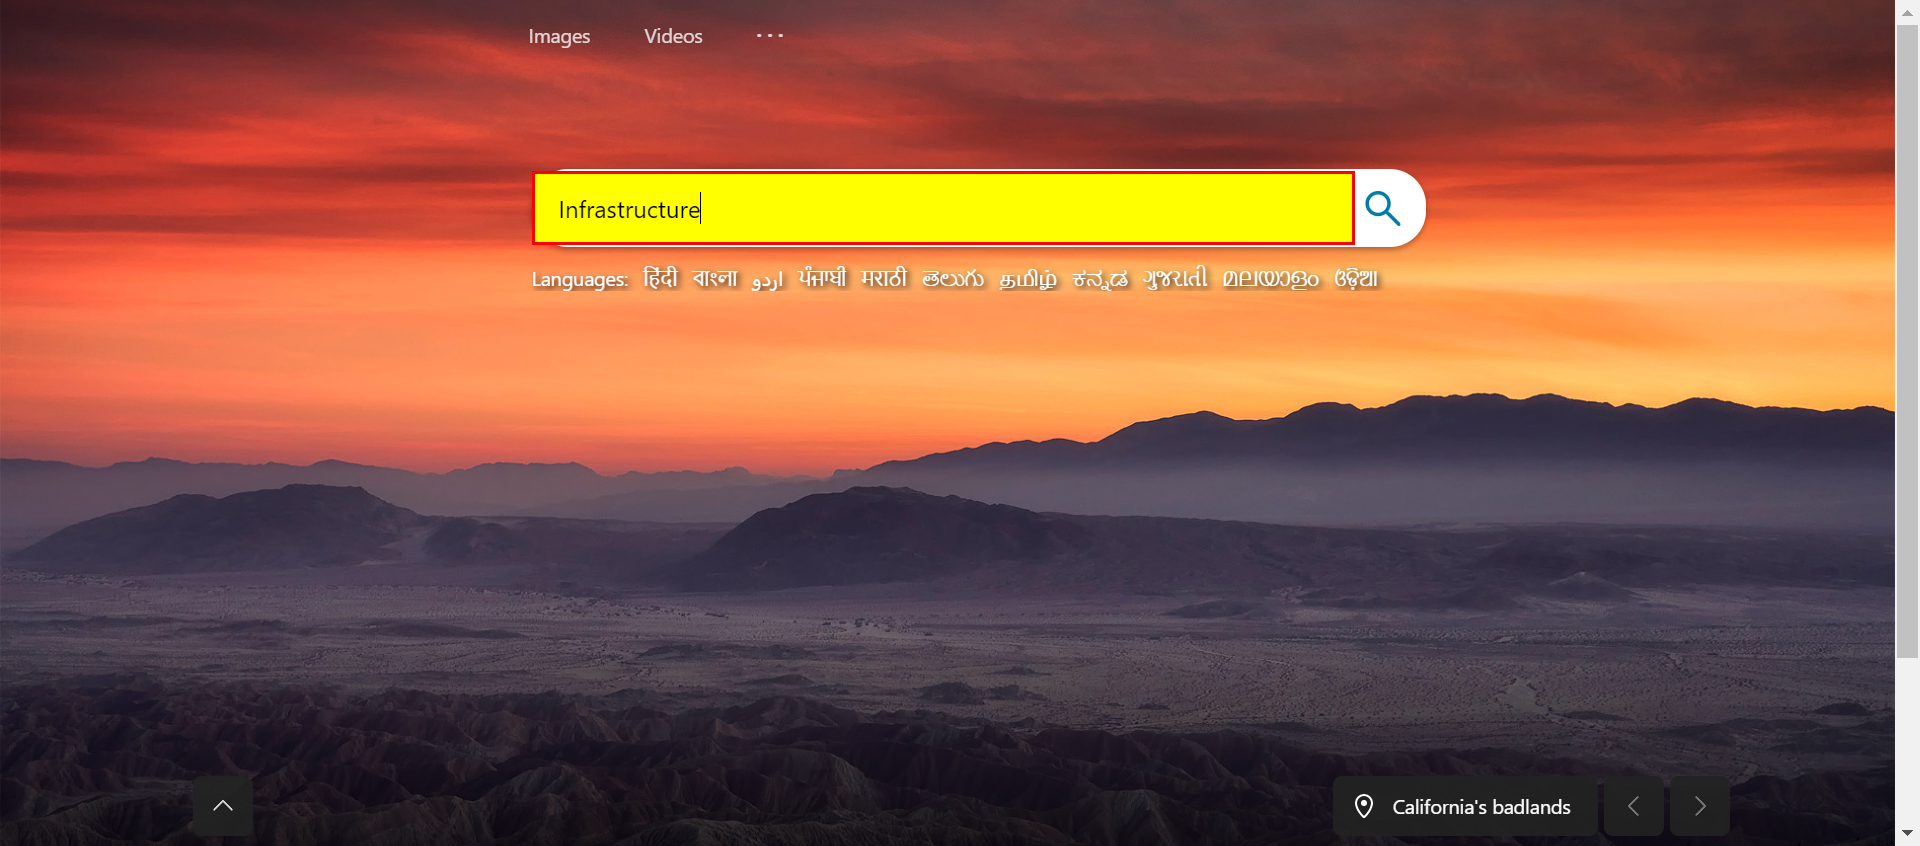 Images Videos ...
Infrastructure
Languages: हिंदी বাংলা اردو ਪੰਜਾਬੀ मराठी తెలుగు தமிழ் ಕನ್ನಡ ગુજરાતી മലയാളം ଓଡ଼ିଆ
California's badlands